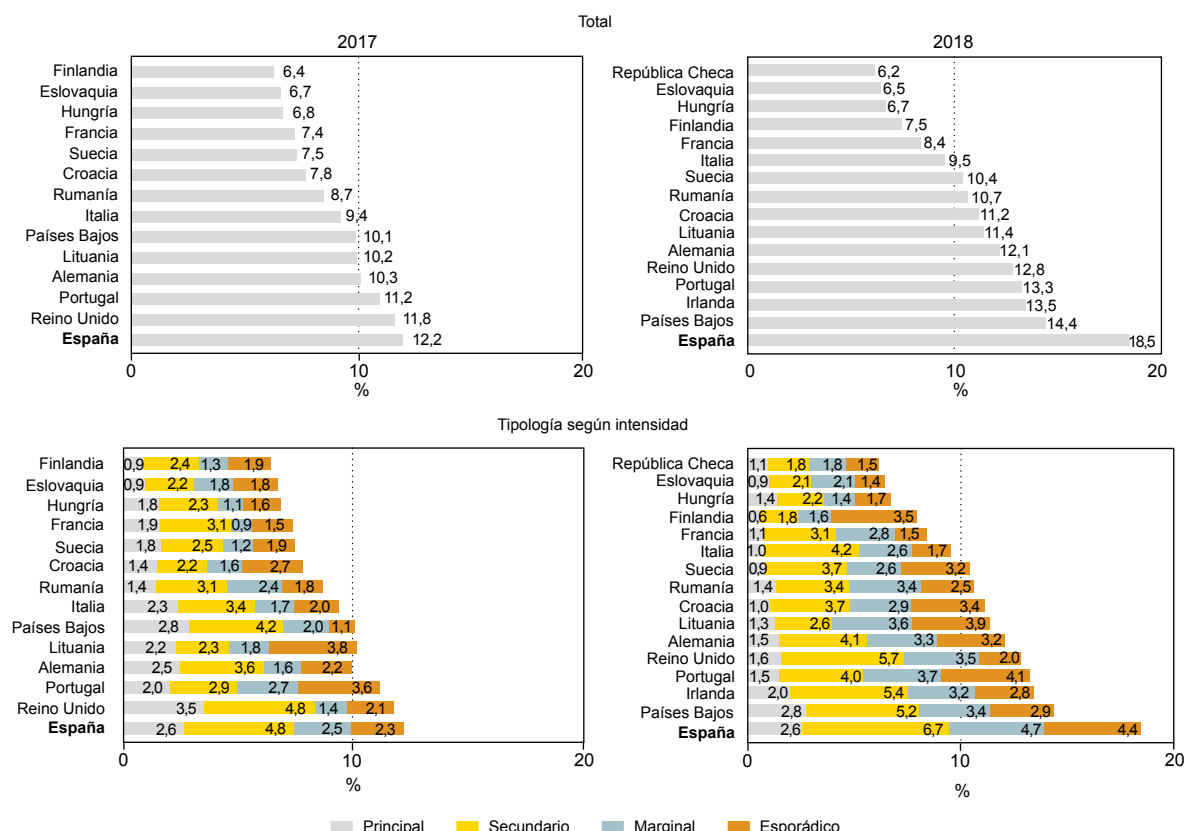 Total
2017
Finlandia 6,4
Eslovaquia 6,7
Hungría 6,8
Francia 7,4
Suecia 7,5
Croacia 7,8
Rumanía 8,7
Italia 9,4
Países Bajos 10,1
Lituania 10,2
Alemania 10,3
Portugal 11,2
Reino Unido 11,8
España 12,2
0 10 20
%
2018
República Checa 6,2
Eslovaquia 6,5
Hungría 6,7
Finlandia 7,5
Francia 8,4
Italia 9,5
Suecia 10,4
Rumanía 10,7
Croacia 11,2
Lituania 11,4
Alemania 12,1
Reino Unido 12,8
Portugal 13,3
Irlanda 13,5
Países Bajos 14,4
España 18,5
0 10 20
%
Tipología según intensidad
Finlandia 0,9 2,4 1,3 1,9
Eslovaquia 0,9 2,2 1,8 1,8
Hungría 1,8 2,3 1,1 1,6
Francia 1,9 3,1 0,9 1,5
Suecia 1,8 2,5 1,2 1,9
Croacia 1,4 2,2 1,6 2,7
Rumanía 1,4 3,1 2,4 1,8
Italia 2,3 3,4 1,7 2,0
Países Bajos 2,8 4,2 2,0 1,1
Lituania 2,2 2,3 1,8 3,8
Alemania 2,5 3,6 1,6 2,2
Portugal 2,0 2,9 2,7 3,6
Reino Unido 3,5 4,8 1,4 2,1
España 2,6 4,8 2,5 2,3
0 10 20
%
República Checa 1,1 1,8 1,8 1,5
Eslovaquia 0,9 2,1 2,1 1,4
Hungría 1,4 2,2 1,4 1,7
Finlandia 0,6 1,8 1,6 3,5
Francia 1,1 3,1 2,8 1,5
Italia 1.0 4,2 2,6 1,7
Suecia 0,9 3,7 2,6 3,2
Rumanía 1,3 3,4 3,4 2,5
Croacia 1,0 3,7 2,9 3,4
Lituania 1,3 2,6 3,6 3,9
Alemania 1,5 4,1 3,3 3,2
Reino Unido 1,6 5,7 3,5 2.0
Portugal 1,5 4,0 3,7 4,1
Irlanda 2,0 5,4 3,2 2,8
Países Bajos 2,8 5,2 3,4 2,9
España 2,6 6,7 4,7 4,4
0 10 20
%
Principal Secundario Marginal Esporádico